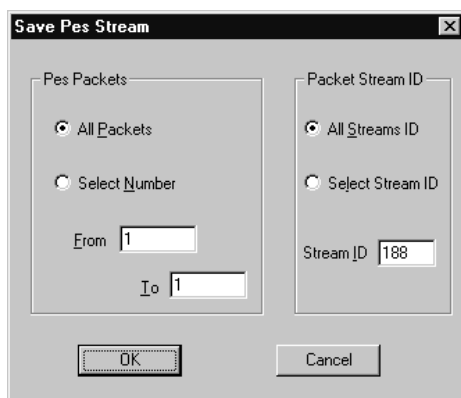 Save Pes Stream
Pes Packets
All Packets
Select Number
From 1
To 1
Packet Stream ID
All Streams ID
Select Stream ID
Stream ID 188
OK
Cancel